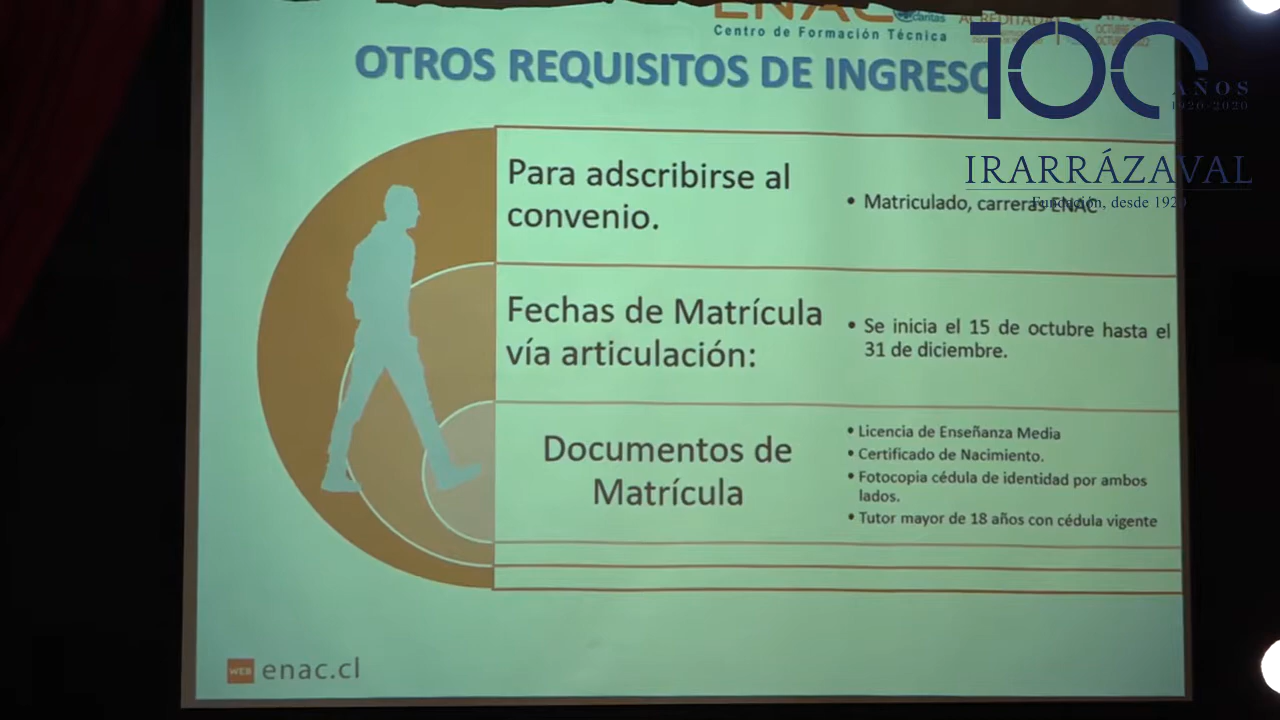 ENAC
caritas
Centro de Formación Técnica
OTROS REQUISITOS DE INGRESO
100
AÑOS
1920-2020
IRARRÁZAVAL
Fundación, desde 1920
Para adscribirse al
convenio.
• Matriculado, carreras ENAC
Fechas de Matrícula
vía articulación:
• Se inicia el 15 de octubre hasta el
31 de diciembre.
Documentos de
Matrícula
• Licencia de Enseñanza Media
• Certificado de Nacimiento.
• Fotocopia cédula de identidad por ambos
lados.
• Tutor mayor de 18 años con cédula vigente
WEB enac.cl